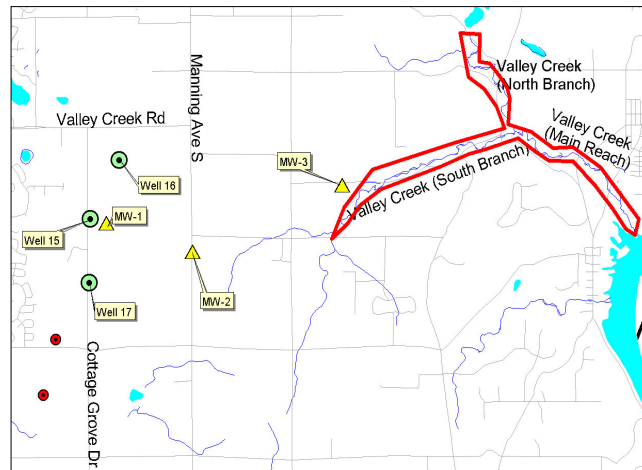 Valley Creek
(North Branch)
Valley Creek
(Main Reach)
Manning Ave S
Valley Creek Rd
MW-3
Well 16
Valley Creek (South Branch)
Well 15
MW-1
MW-2
Well 17
Cottage Grove Dr